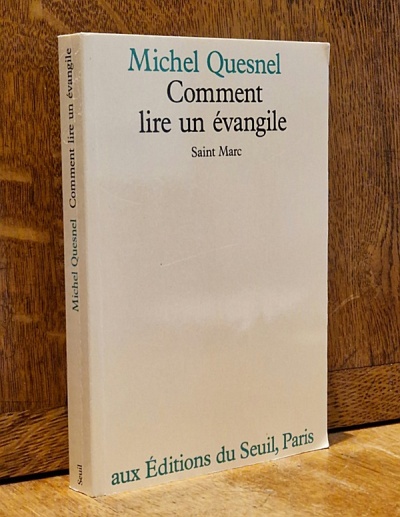 Michel Quesnel
Comment
lire un évangile
Saint Marc
aux Éditions du Seuil, Paris
Michel Quesnel Comment lire un évangile
Seuil